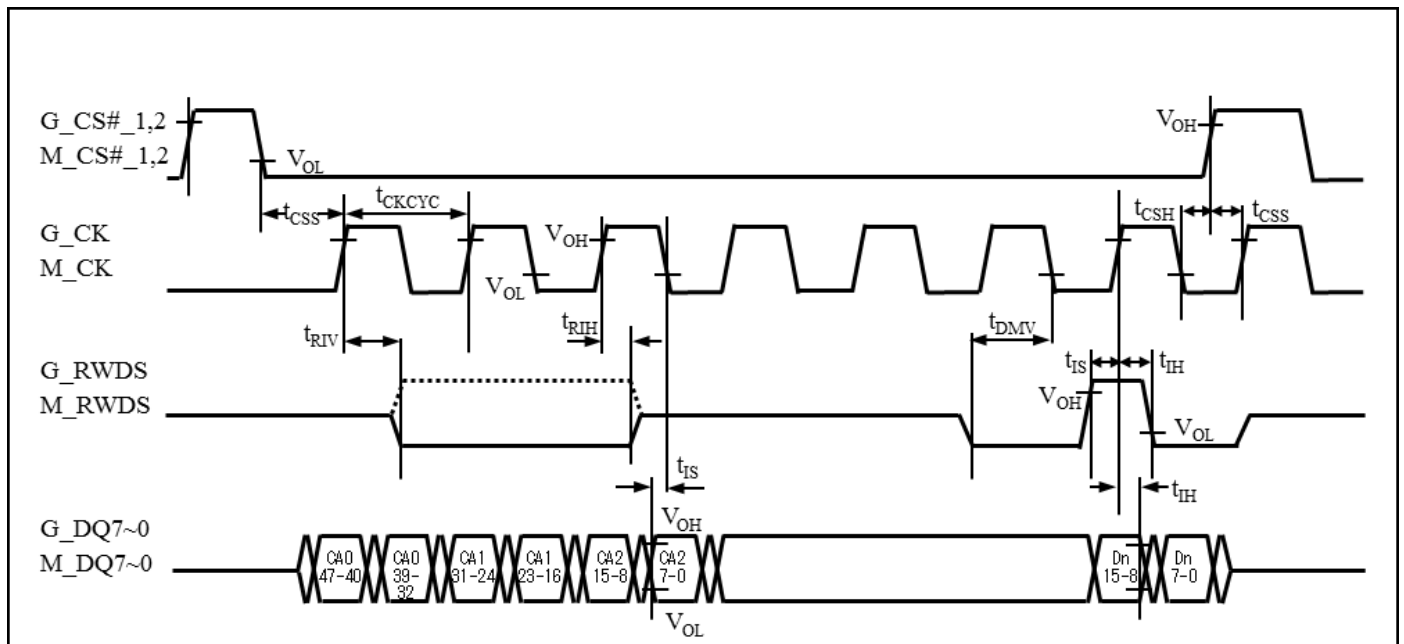 G_CS#_1,2
M_CS#_1,2
V_OL
V_OH
t_CSS
t_CKCYC
t_CSH
t_CSS
G_CK
M_CK
V_OH
V_OL
t_RIV
t_RIH
t_DMV
t_IS
t_IH
G_RWDS
M_RWDS
V_OH
V_OL
t_IS
t_IH
G_DQ7~0
M_DQ7~0
V_OH
CA0
47-40
CA0
39-
32
CA1
31-24
CA1
23-16
CA2
15-8
CA2
7-0
Dn
15-8
Dn
7-0
V_OL